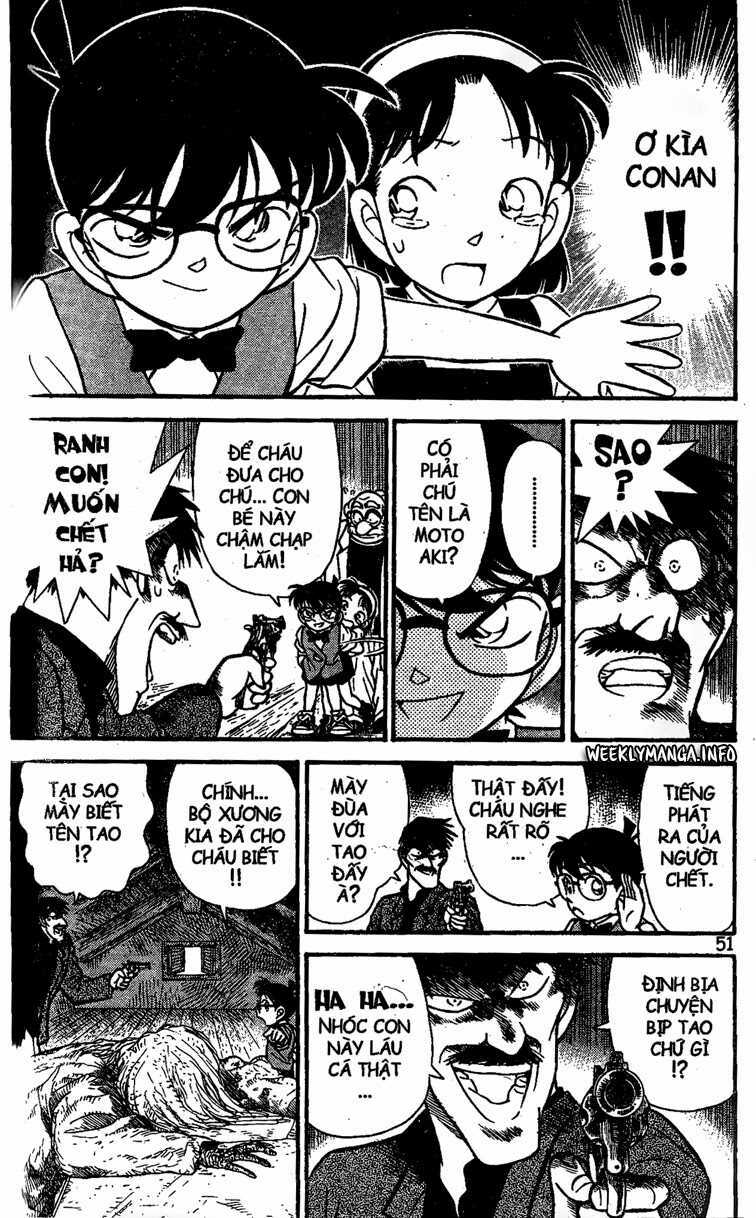 Ơ KÌA
CONAN
!!
RANH
CON!
MUỐN
CHẾT
HẢ?
ĐỂ CHÁU
ĐƯA CHO
CHÚ... CON
BÉ NÀY
CHẬM CHẠP
LẮM!
CÓ
PHẢI
CHÚ
TÊN LÀ
MOTO
AKI?
..........
SAO
?
WEEKLYMANGA.INFO
TẠI SAO
MÀY BIẾT
TÊN TAO
!?
CHÍNH...
BỘ XƯƠNG
KIA ĐÃ CHO
CHÁU BIẾT
!!
MÀY
ĐÙA
VỚI
TAO
ĐẤY
À?
THẬT ĐẤY!
CHÁU NGHE
RẤT RÕ
...
TIẾNG
PHÁT
RA CỦA
NGƯỜI
CHẾT.
51
HA HA...
NHÓC CON
NÀY LÁU
CÁ THẬT
...
ĐỊNH BỊA
CHUYỆN
BỊP TAO
CHỨ GÌ
!?